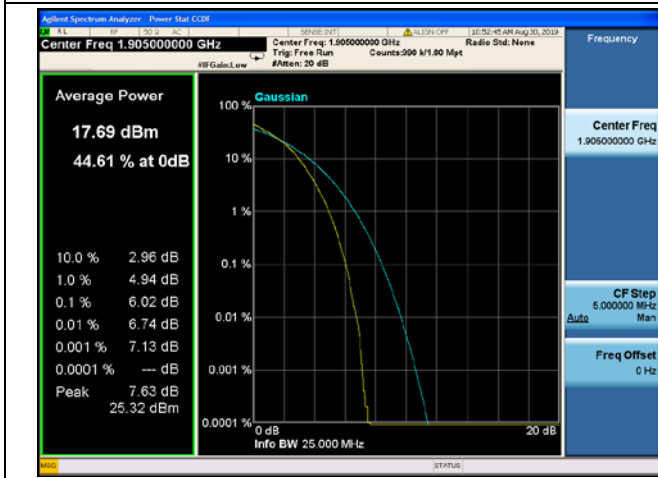 Agilent Spectrum Analyzer - Power Stat CCDF
RL RF 50 Ω AC SENSE:INT ALIGN OFF 10:52:45 AM Aug 30, 2019
Center Freq 1.905000000 GHz
Center Freq: 1.905000000 GHz Radio Std: None
Trig: Free Run Counts:990 k/1.00 Mpt
#IFGain:Low #Atten: 20 dB
Frequency
Average Power
17.69 dBm
44.61 % at 0dB
10.0 % 2.96 dB
1.0 % 4.94 dB
0.1 % 6.02 dB
0.01 % 6.74 dB
0.001 % 7.13 dB
0.0001 % --- dB
Peak 7.63 dB
25.32 dBm
Gaussian
100 %
10 %
1 %
0.1 %
0.01 %
0.001 %
0.0001 %
0 dB 20 dB
Info BW 25.000 MHz
Center Freq
1.905000000 GHz
CF Step
5.000000 MHz
Auto Man
Freq Offset
0 Hz
MSG STATUS